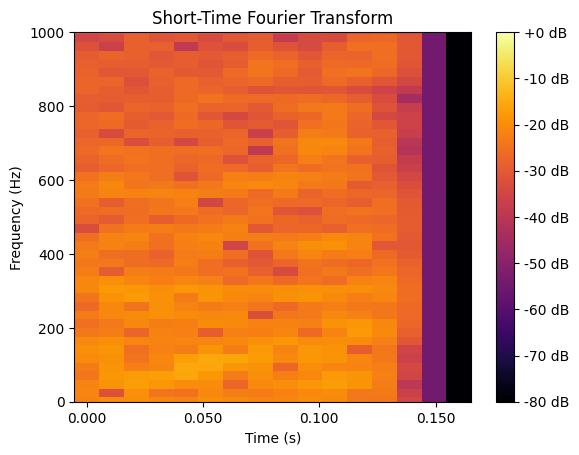 Short-Time Fourier Transform
1000
800
600
400
200
0
Frequency (Hz)
0.000
0.050
0.100
0.150
Time (s)
+0 dB
-10 dB
-20 dB
-30 dB
-40 dB
-50 dB
-60 dB
-70 dB
-80 dB